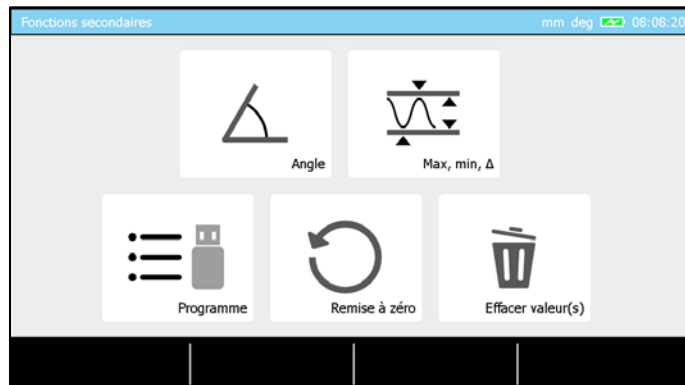 Fonctions secondaires mm deg 08:08:20
Angle Max, min, Δ
Programme Remise à zéro Effacer valeur(s)